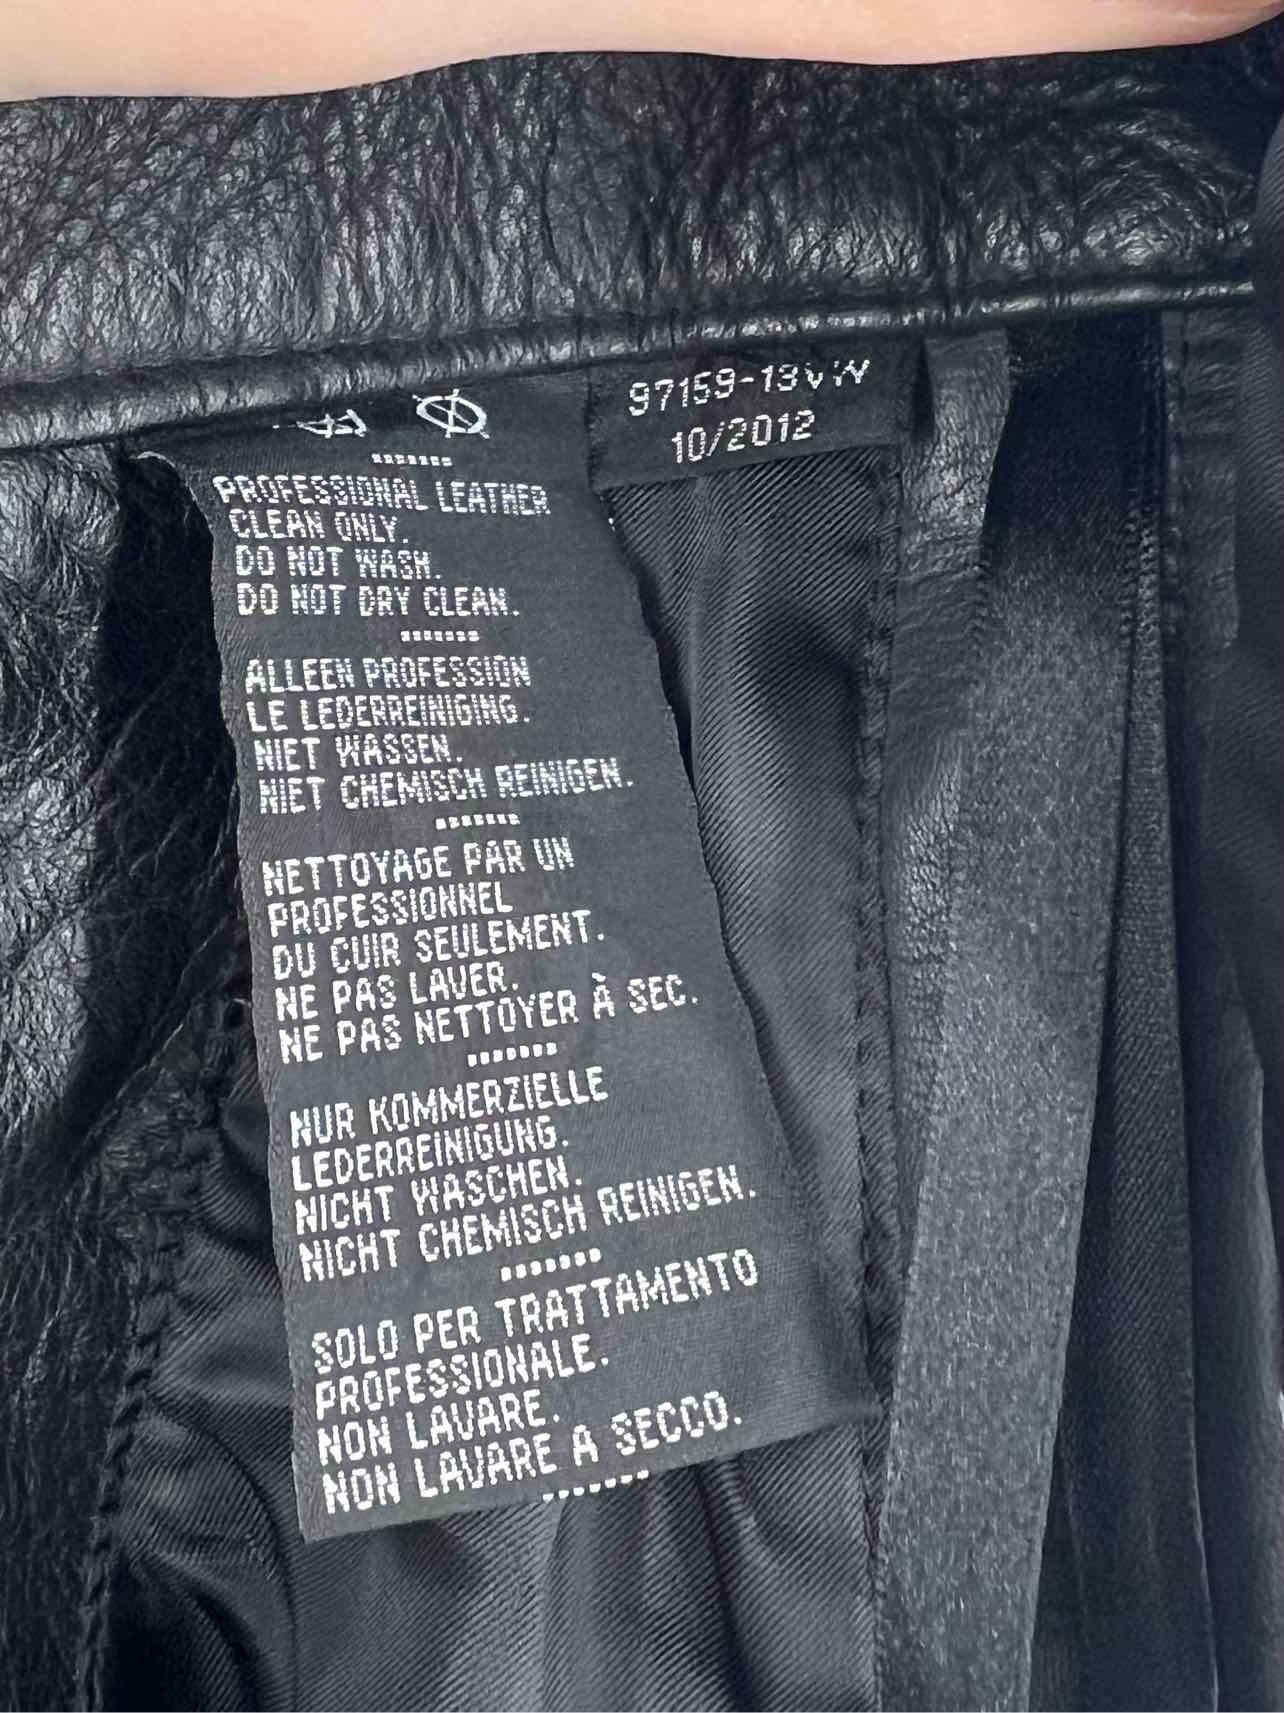 97159-13VW
10/2012
PROFESSIONAL LEATHER
CLEAN ONLY.
DO NOT WASH.
DO NOT DRY CLEAN.
ALLEEN PROFESSION
LE LEDERREINIGING.
NIET WASSEN.
NIET CHEMISCH REINIGEN.
NETTOYAGE PAR UN
PROFESSIONNEL
DU CUIR SEULEMENT.
NE PAS LAVER.
NE PAS NETTOYER À SEC.
NUR KOMMERZIELLE
LEDERREINIGUNG.
NICHT WASCHEN.
NICHT CHEMISCH REINIGEN.
SOLO PER TRATTAMENTO
PROFESSIONALE.
NON LAVARE.
NON LAVARE A SECCO.